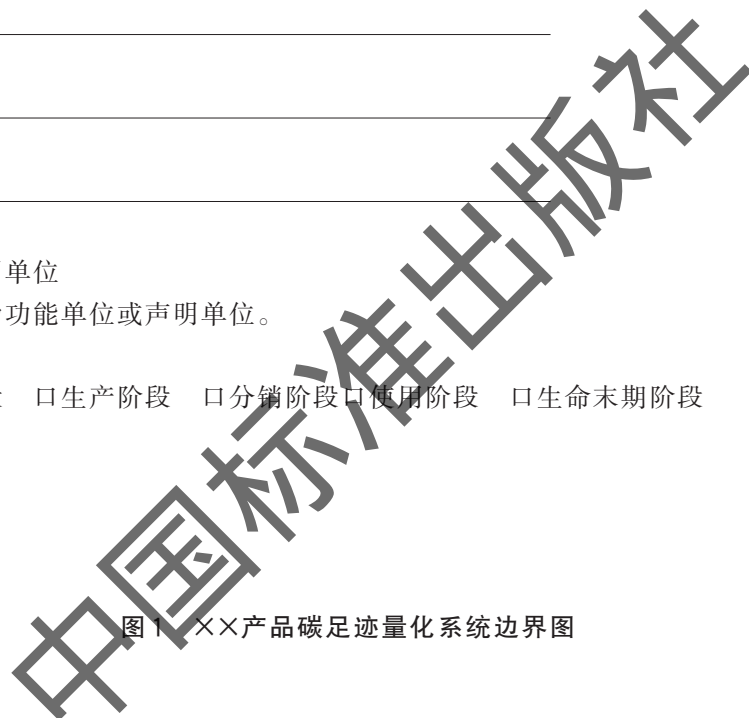 单位
功能单位或声明单位。
口生产阶段 口分销阶段口使用阶段 口生命末期阶段
图1 ××产品碳足迹量化系统边界图
中国标准出版社